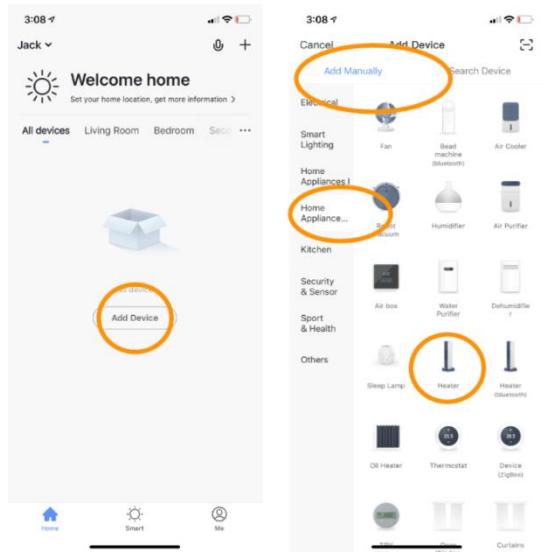 3:08
Jack
Welcome home
Set your home location, get more information >
All devices Living Room Bedroom
Add Device
Home Smart Me
3:08
Cancel Add Device
Add Manually Search Device
Electrical
Smart
Lighting
Home
Appliances
Home
Appliance...
Kitchen
Security
& Sensor
Sport
& Health
Others
Fan
Bead
machine
(bluetooth)
Air Cooler
Robot
Vacuum
Humidifier
Air Purifier
Air box
Water
Purifier
Dehumidifie
r
Sleep Lamp
Heater
Heater
(bluetooth)
Oil Heater
Thermostat
Device
(ZigBee)
Curtains